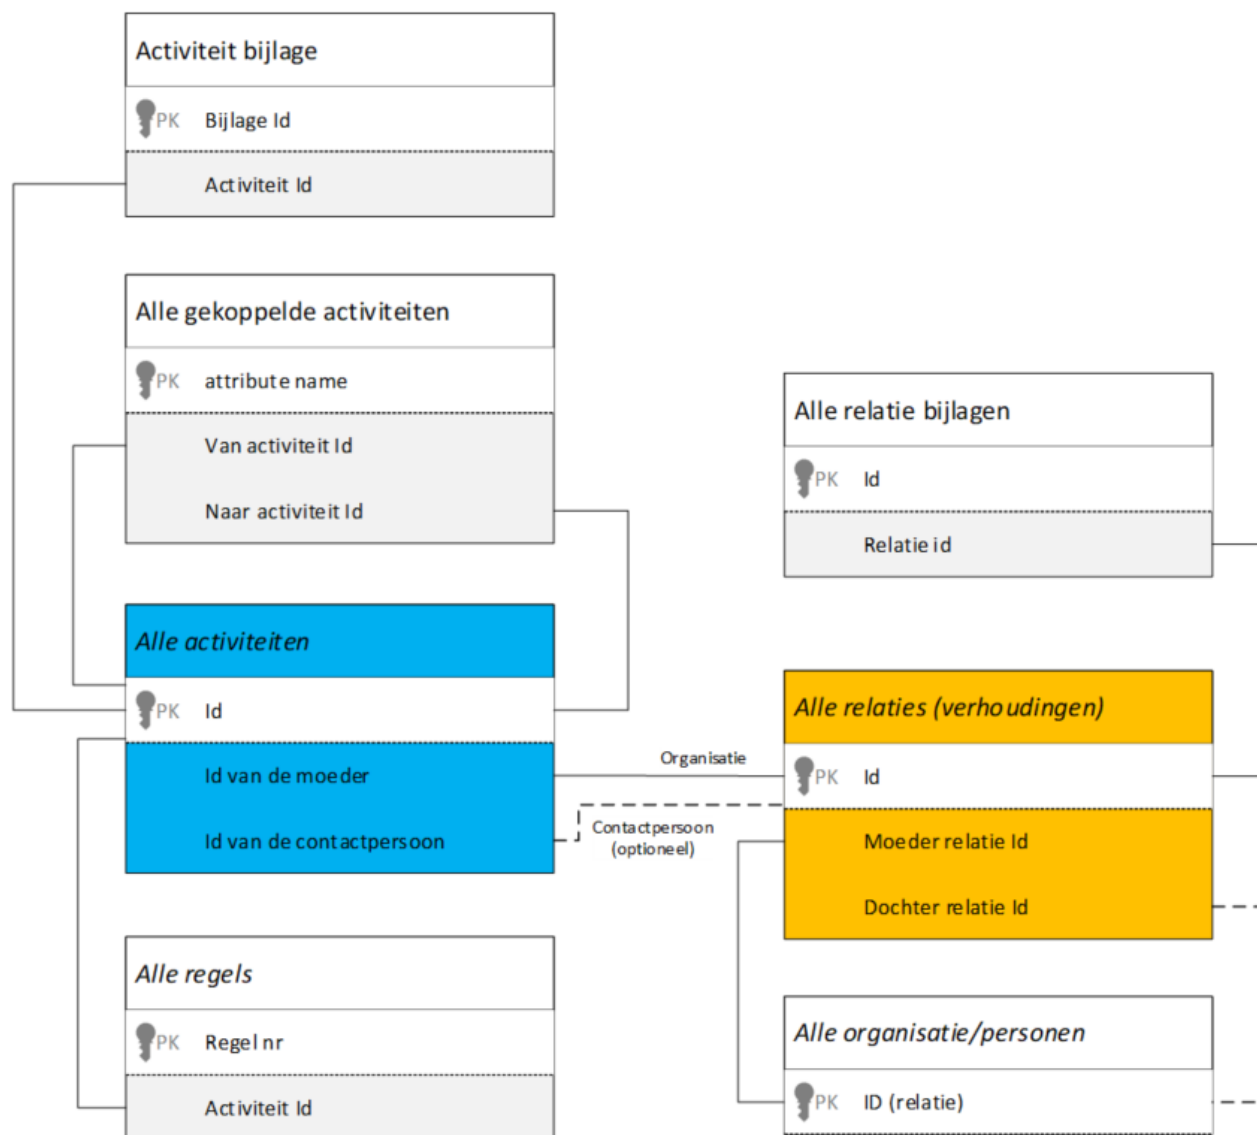 Activiteit bijlage
PK Bijlage Id
Activiteit Id
Alle gekoppelde activiteiten
PK attribute name
Van activiteit Id
Naar activiteit Id
Alle activiteiten
PK Id
Id van de moeder
Id van de contactpersoon
Alle regels
PK Regel nr
Activiteit Id
Organisatie
Contactpersoon
(optioneel)
Alle relatie bijlagen
PK Id
Relatie id
Alle relaties (verhoudingen)
PK Id
Moeder relatie Id
Dochter relatie Id
Alle organisatie/personen
PK ID (relatie)